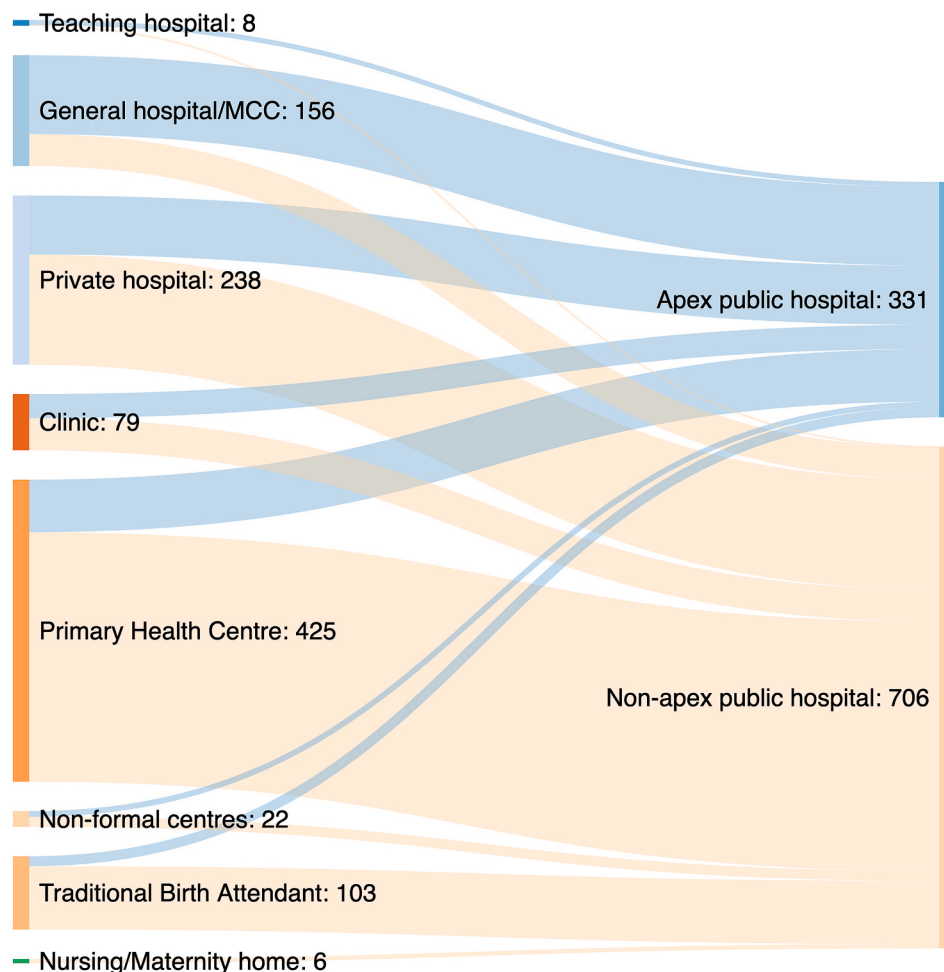 Teaching hospital: 8
General hospital/MCC: 156
Private hospital: 238
Apex public hospital: 331
Clinic: 79
Primary Health Centre: 425
Non-apex public hospital: 706
Non-formal centres: 22
Traditional Birth Attendant: 103
Nursing/Maternity home: 6